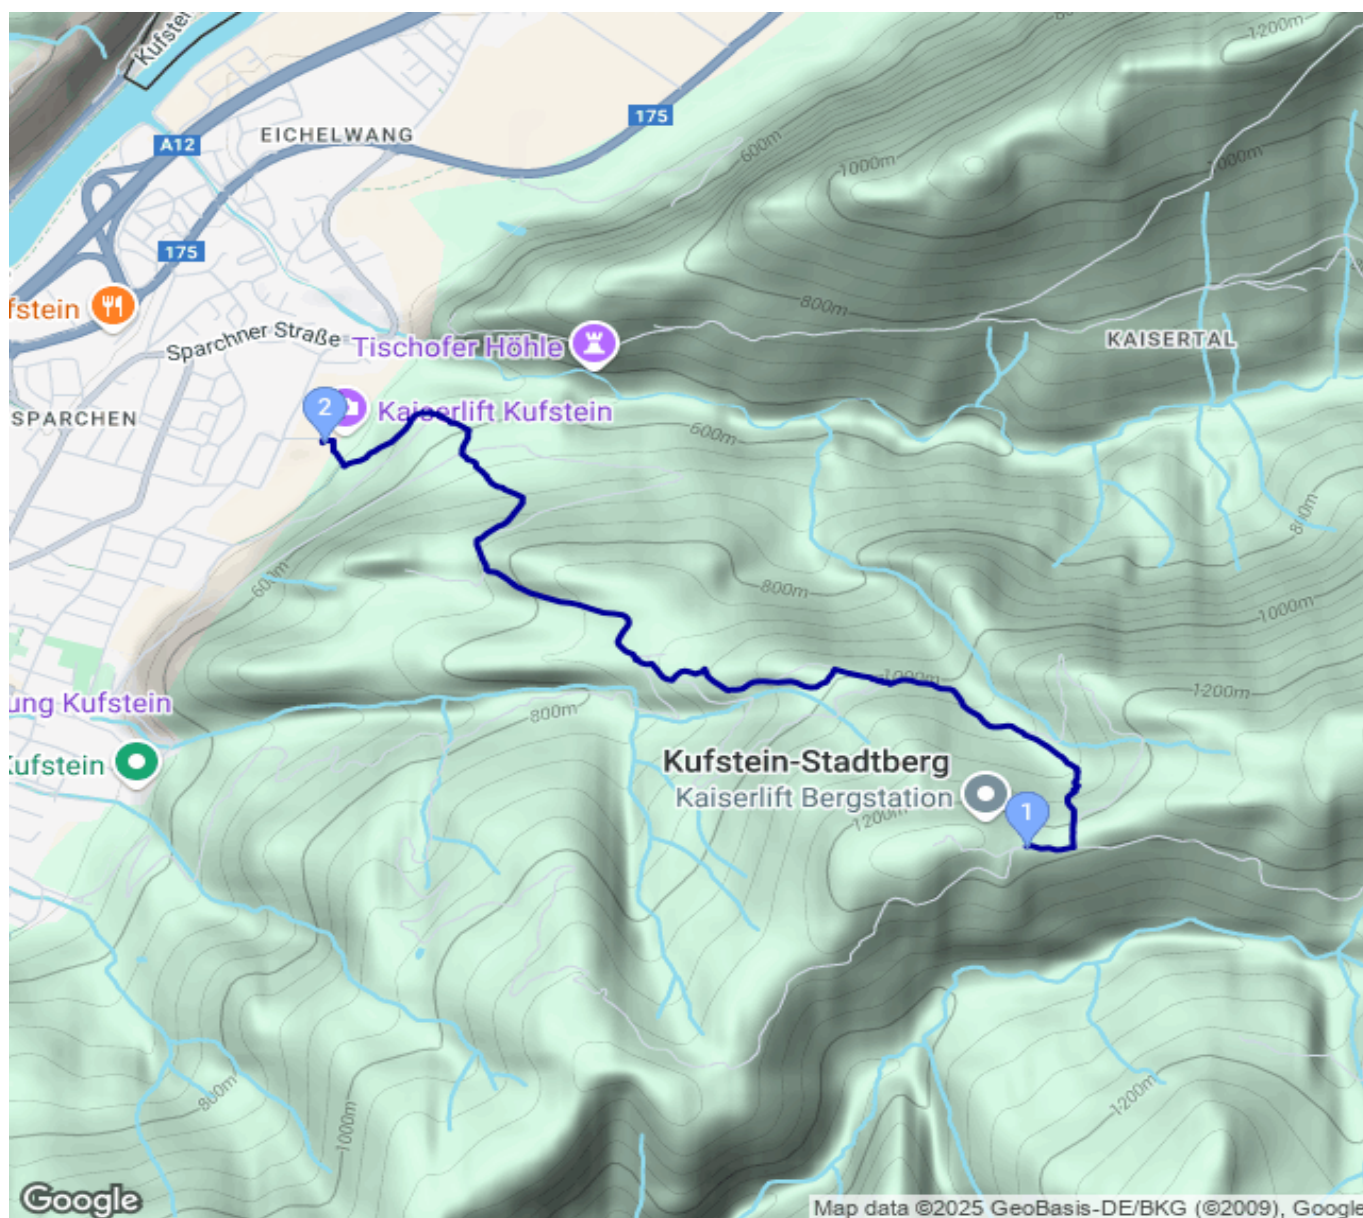 Kufstei
1200m
EICHELWANG
175
A12
600m
1000m
1000m
175
fstein
800m
Sparchner Straße
Tischofer Höhle
KAISERTAL
2
Kaiserlift Kufstein
SPARCHEN
600m
800m
600m
800m
1000m
1000m
1200m
ung Kufstein
800m
Kufstein
Kufstein-Stadtberg
Kaiserlift Bergstation
1200m
1
800m
1000m
1200m
Google
Map data ©2025 GeoBasis-DE/BKG (©2009), Google